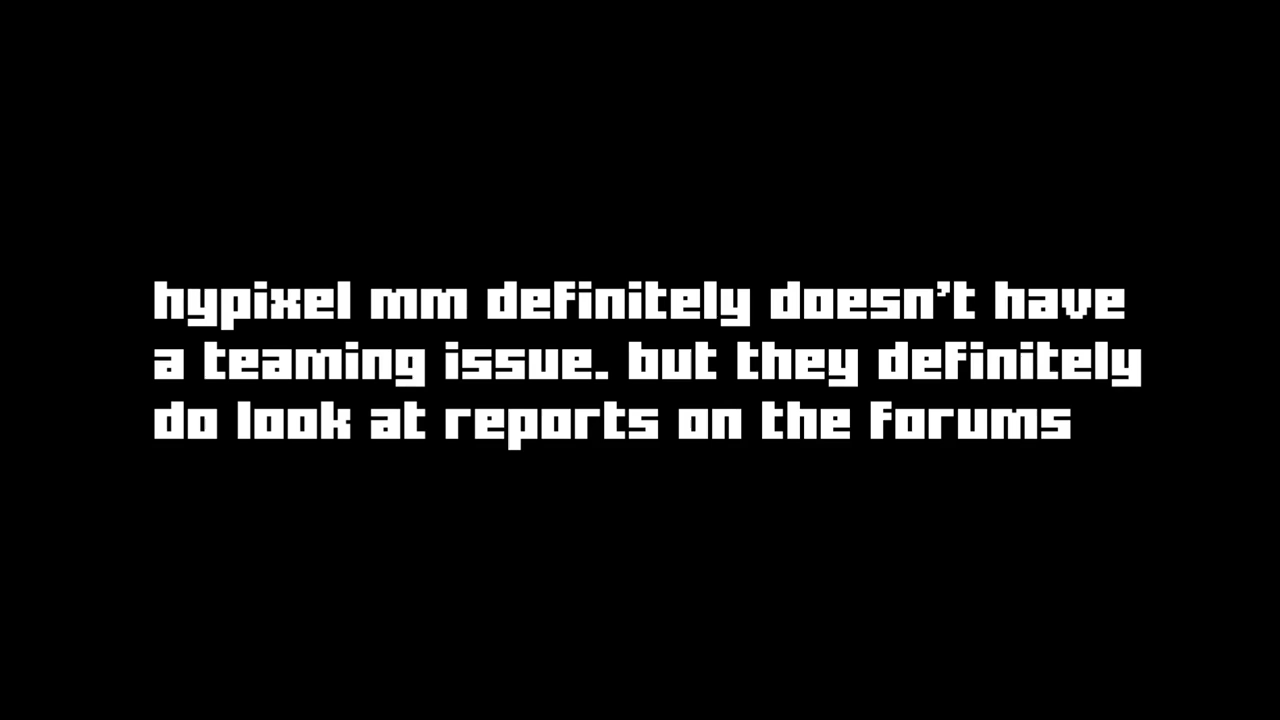 hypixel mm definitely doesn't have
a teaming issue. but they definitely
do look at reports on the forums